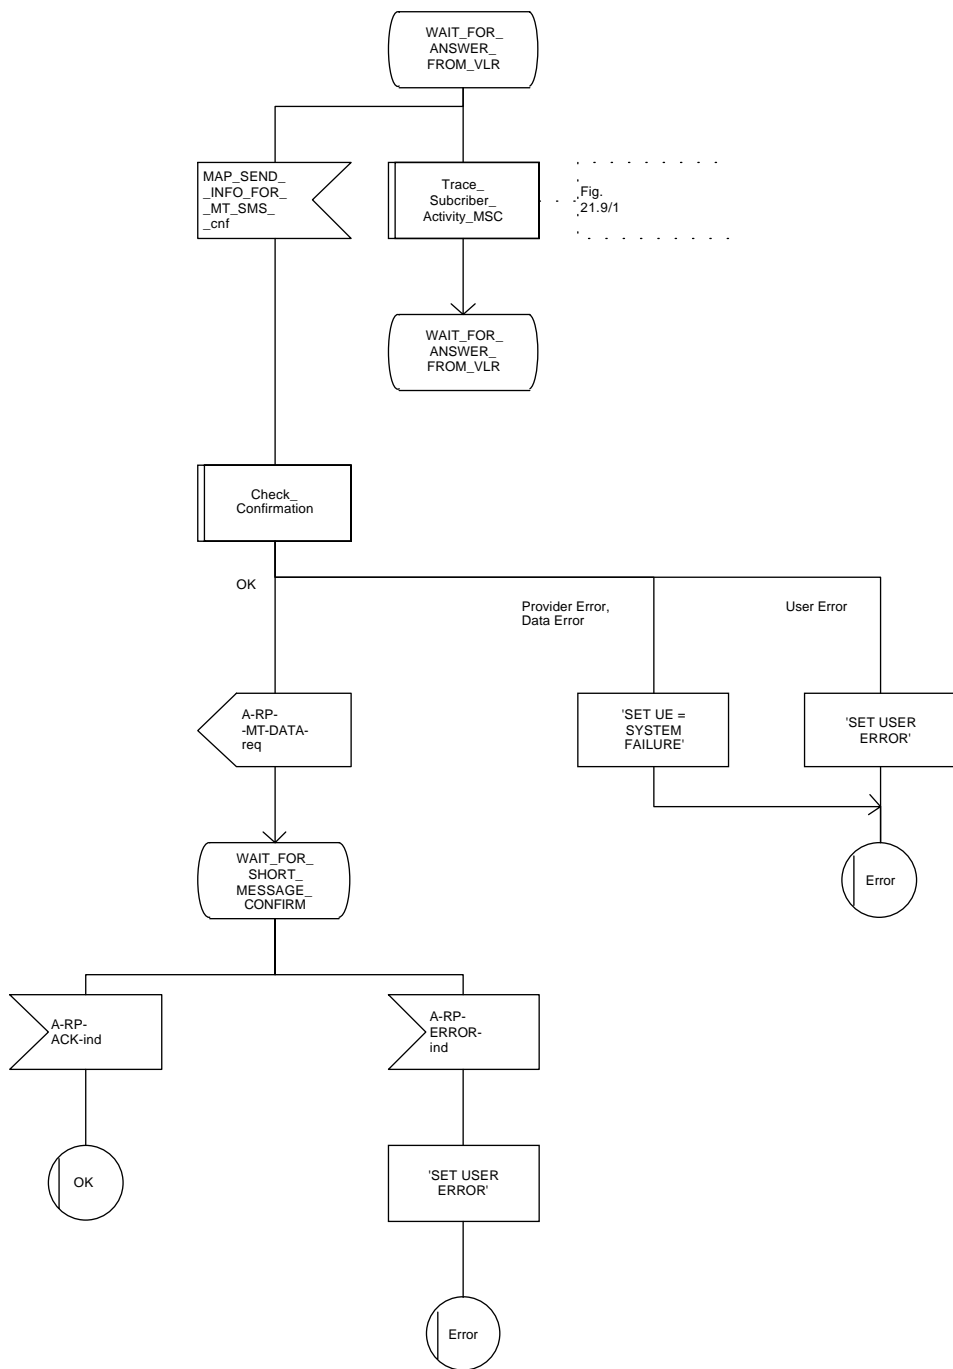 WAIT_FOR_
ANSWER_
FROM_VLR
MAP_SEND_
_INFO_FOR_
_MT_SMS_
_cnf
Trace_
Subcriber_
Activity_MSC
Fig.
21.9/1
WAIT_FOR_
ANSWER_
FROM_VLR
Check_
Confirmation
OK
Provider Error,
Data Error
User Error
A-RP-
-MT-DATA-
req
'SET UE =
SYSTEM
FAILURE'
'SET USER
ERROR'
WAIT_FOR_
SHORT_
MESSAGE_
CONFIRM
Error
A-RP-
ACK-ind
A-RP-
ERROR-
ind
OK
'SET USER
ERROR'
Error